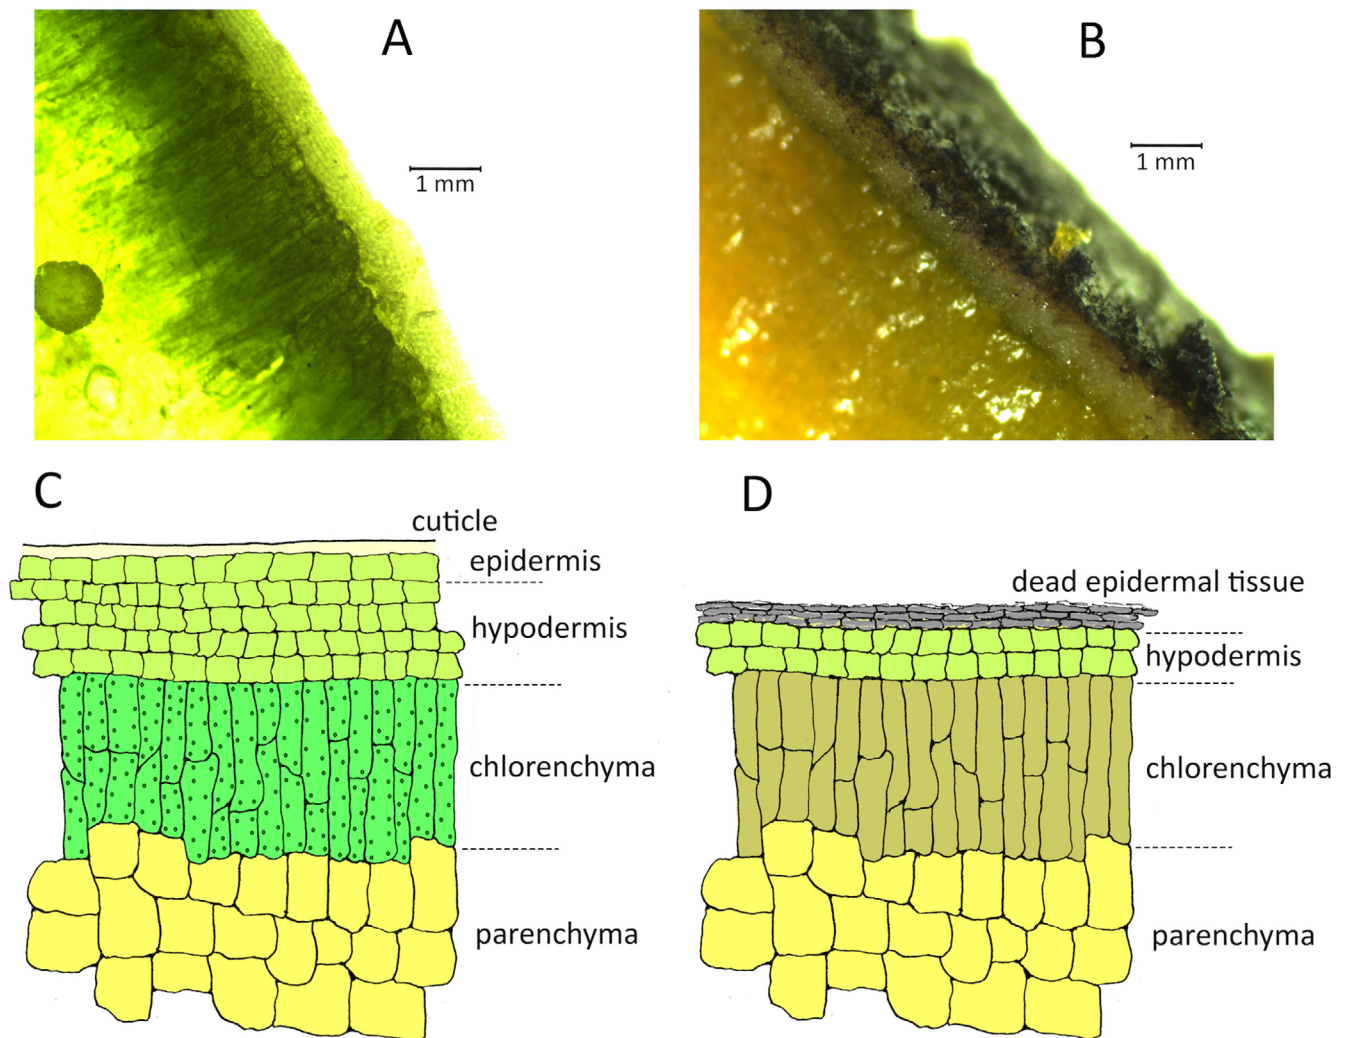 A
1 mm
B
1 mm
C
cuticle
epidermis
hypodermis
chlorenchyma
parenchyma
D
dead epidermal tissue
hypodermis
chlorenchyma
parenchyma